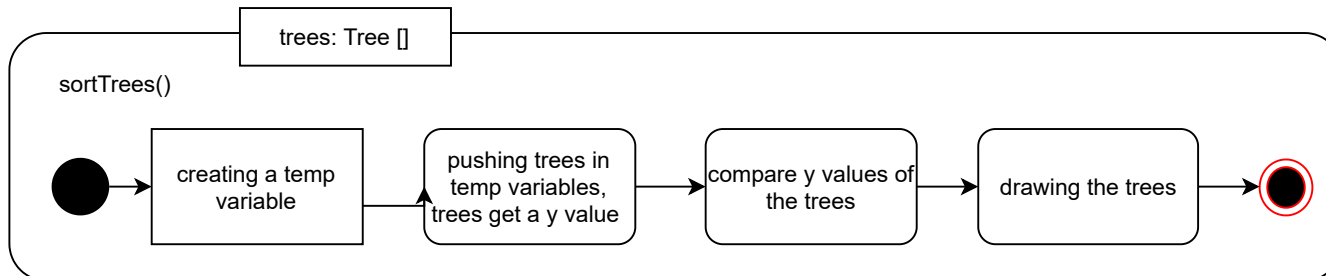 trees: Tree []
sortTrees()
creating a temp
variable
pushing trees in
temp variables,
trees get a y value
compare y values of
the trees
drawing the trees